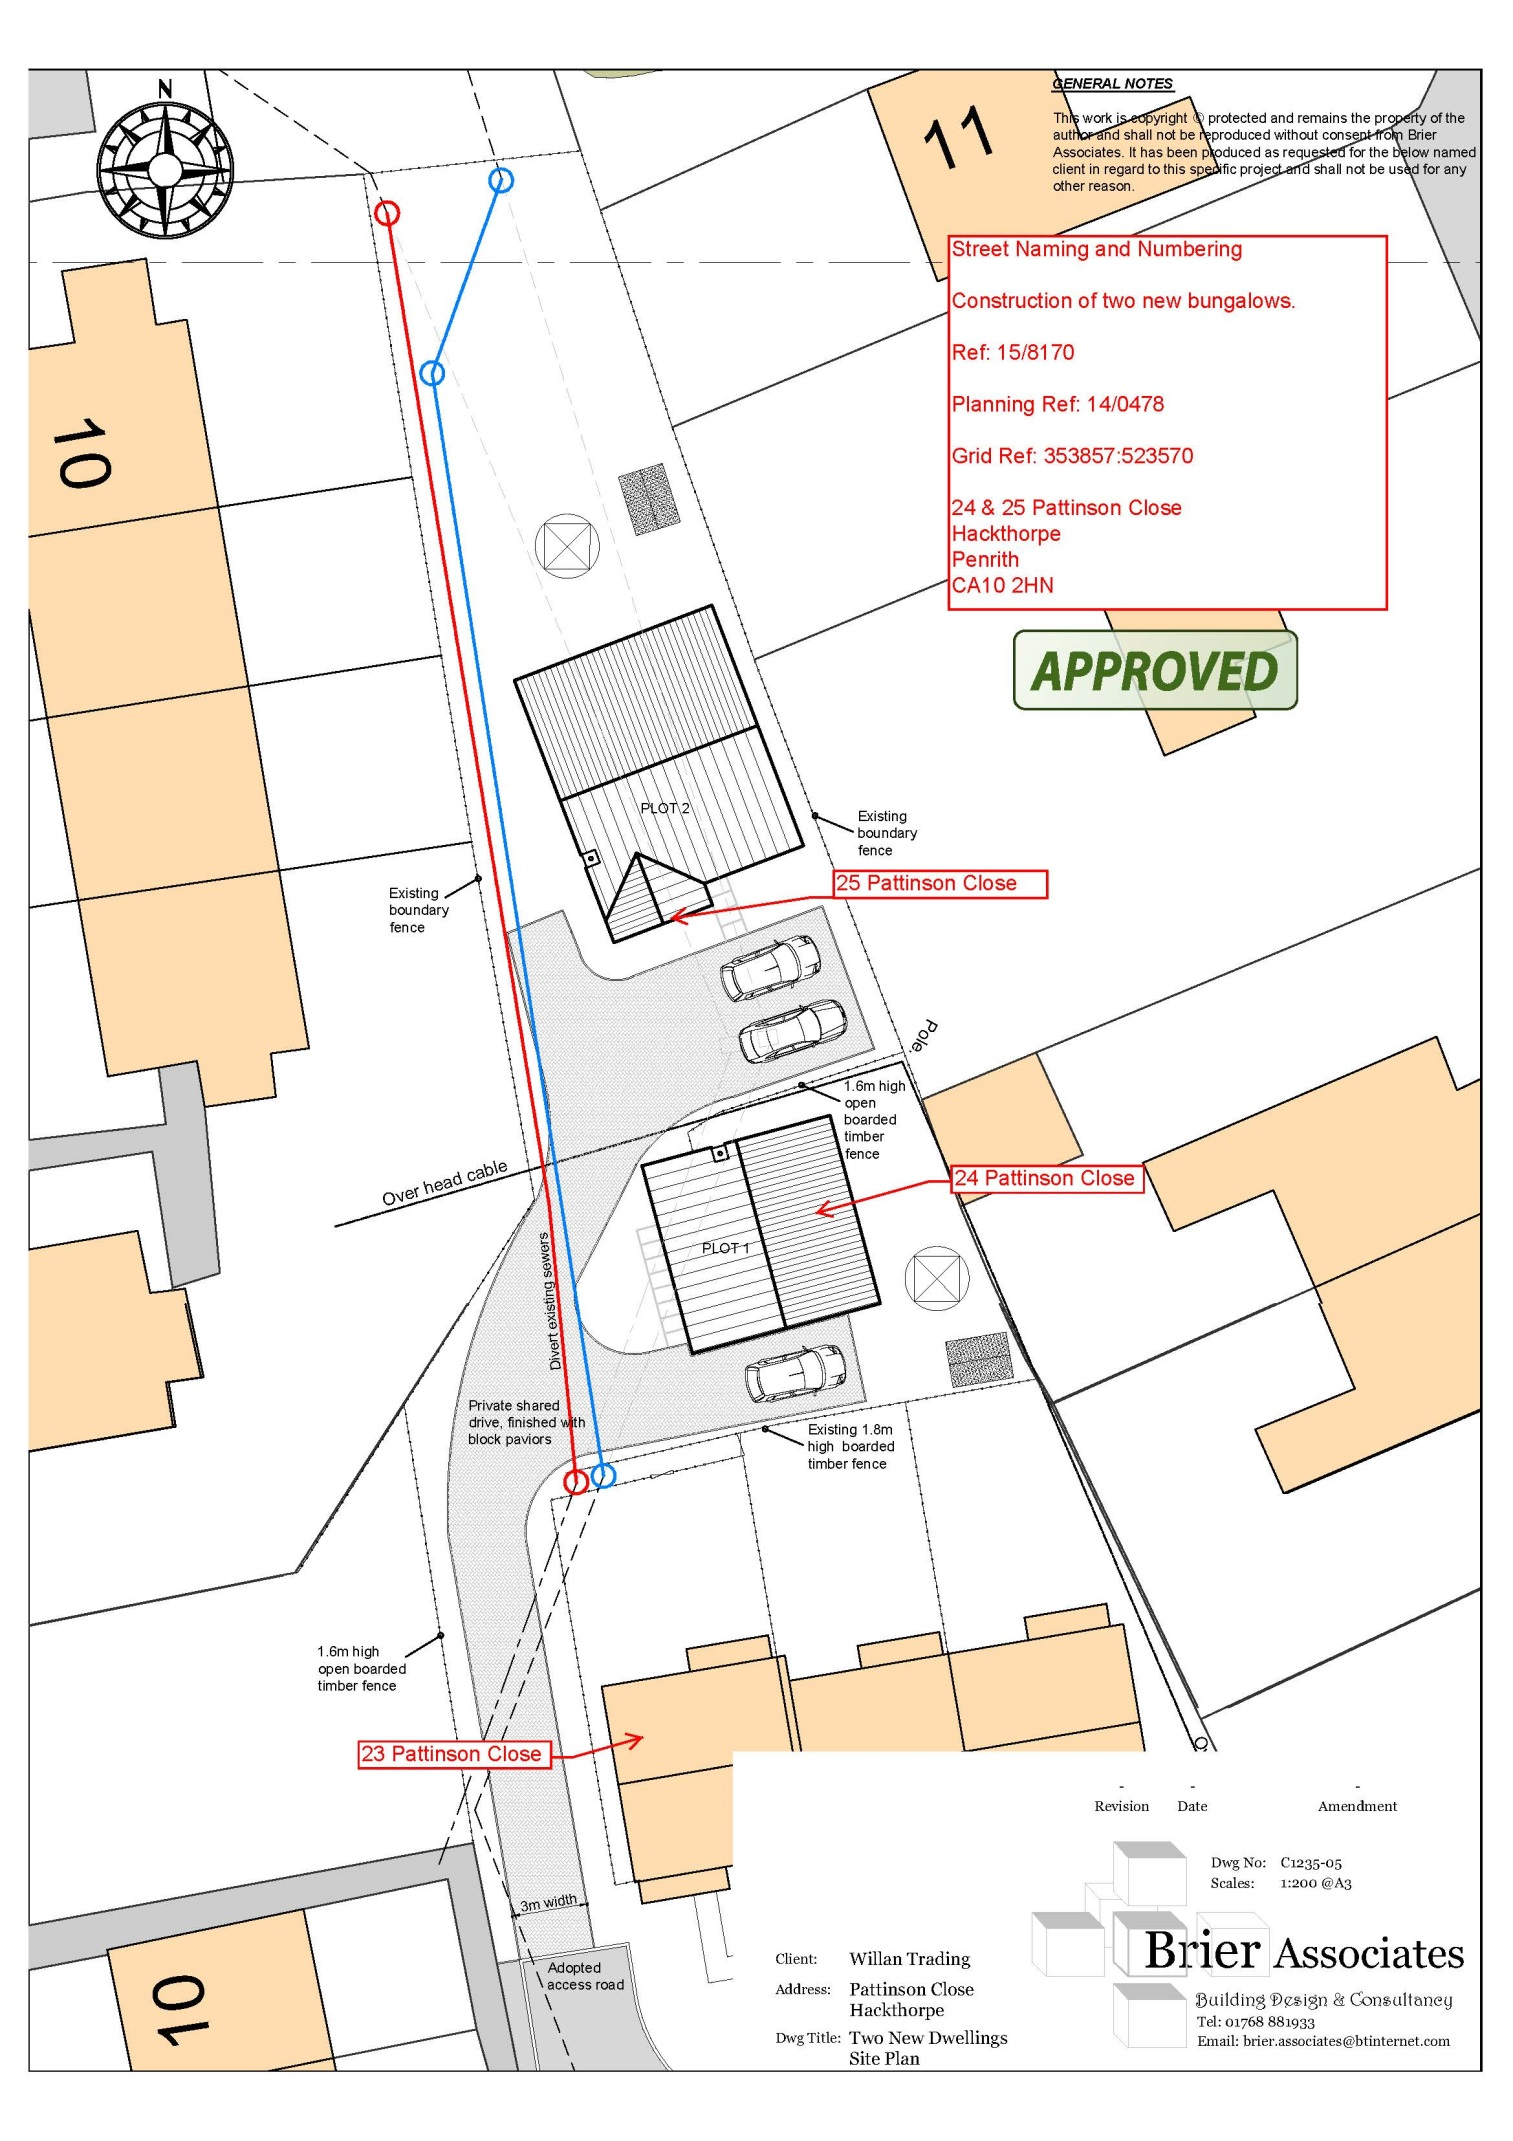 N
GENERAL NOTES
This work is copyright © protected and remains the property of the
author and shall not be reproduced without consent from Brier
Associates. It has been produced as requested for the below named
client in regard to this specific project and shall not be used for any
other reason.
11
Street Naming and Numbering
Construction of two new bungalows.
Ref: 15/8170
Planning Ref: 14/0478
Grid Ref: 353857:523570
24 & 25 Pattinson Close
Hackthorpe
Penrith
CA10 2HN
APPROVED
10
PLOT 2
Existing
boundary
fence
25 Pattinson Close
Existing
boundary
fence
Pole.
1.6m high
open
boarded
timber
fence
Over head cable
24 Pattinson Close
PLOT 1
Divert existing sewers
Private shared
drive, finished with
block paviors
Existing 1.8m
high boarded
timber fence
1.6m high
open boarded
timber fence
23 Pattinson Close
3m width
Adopted
access road
10
- - -
Revision Date Amendment
Dwg No: C1235-05
Scales: 1:200 @A3
Brier Associates
Building Design & Consultancy
Tel: 01768 881933
Email: brier.associates@btinternet.com
Client: Willan Trading
Address: Pattinson Close
Hackthorpe
Dwg Title: Two New Dwellings
Site Plan